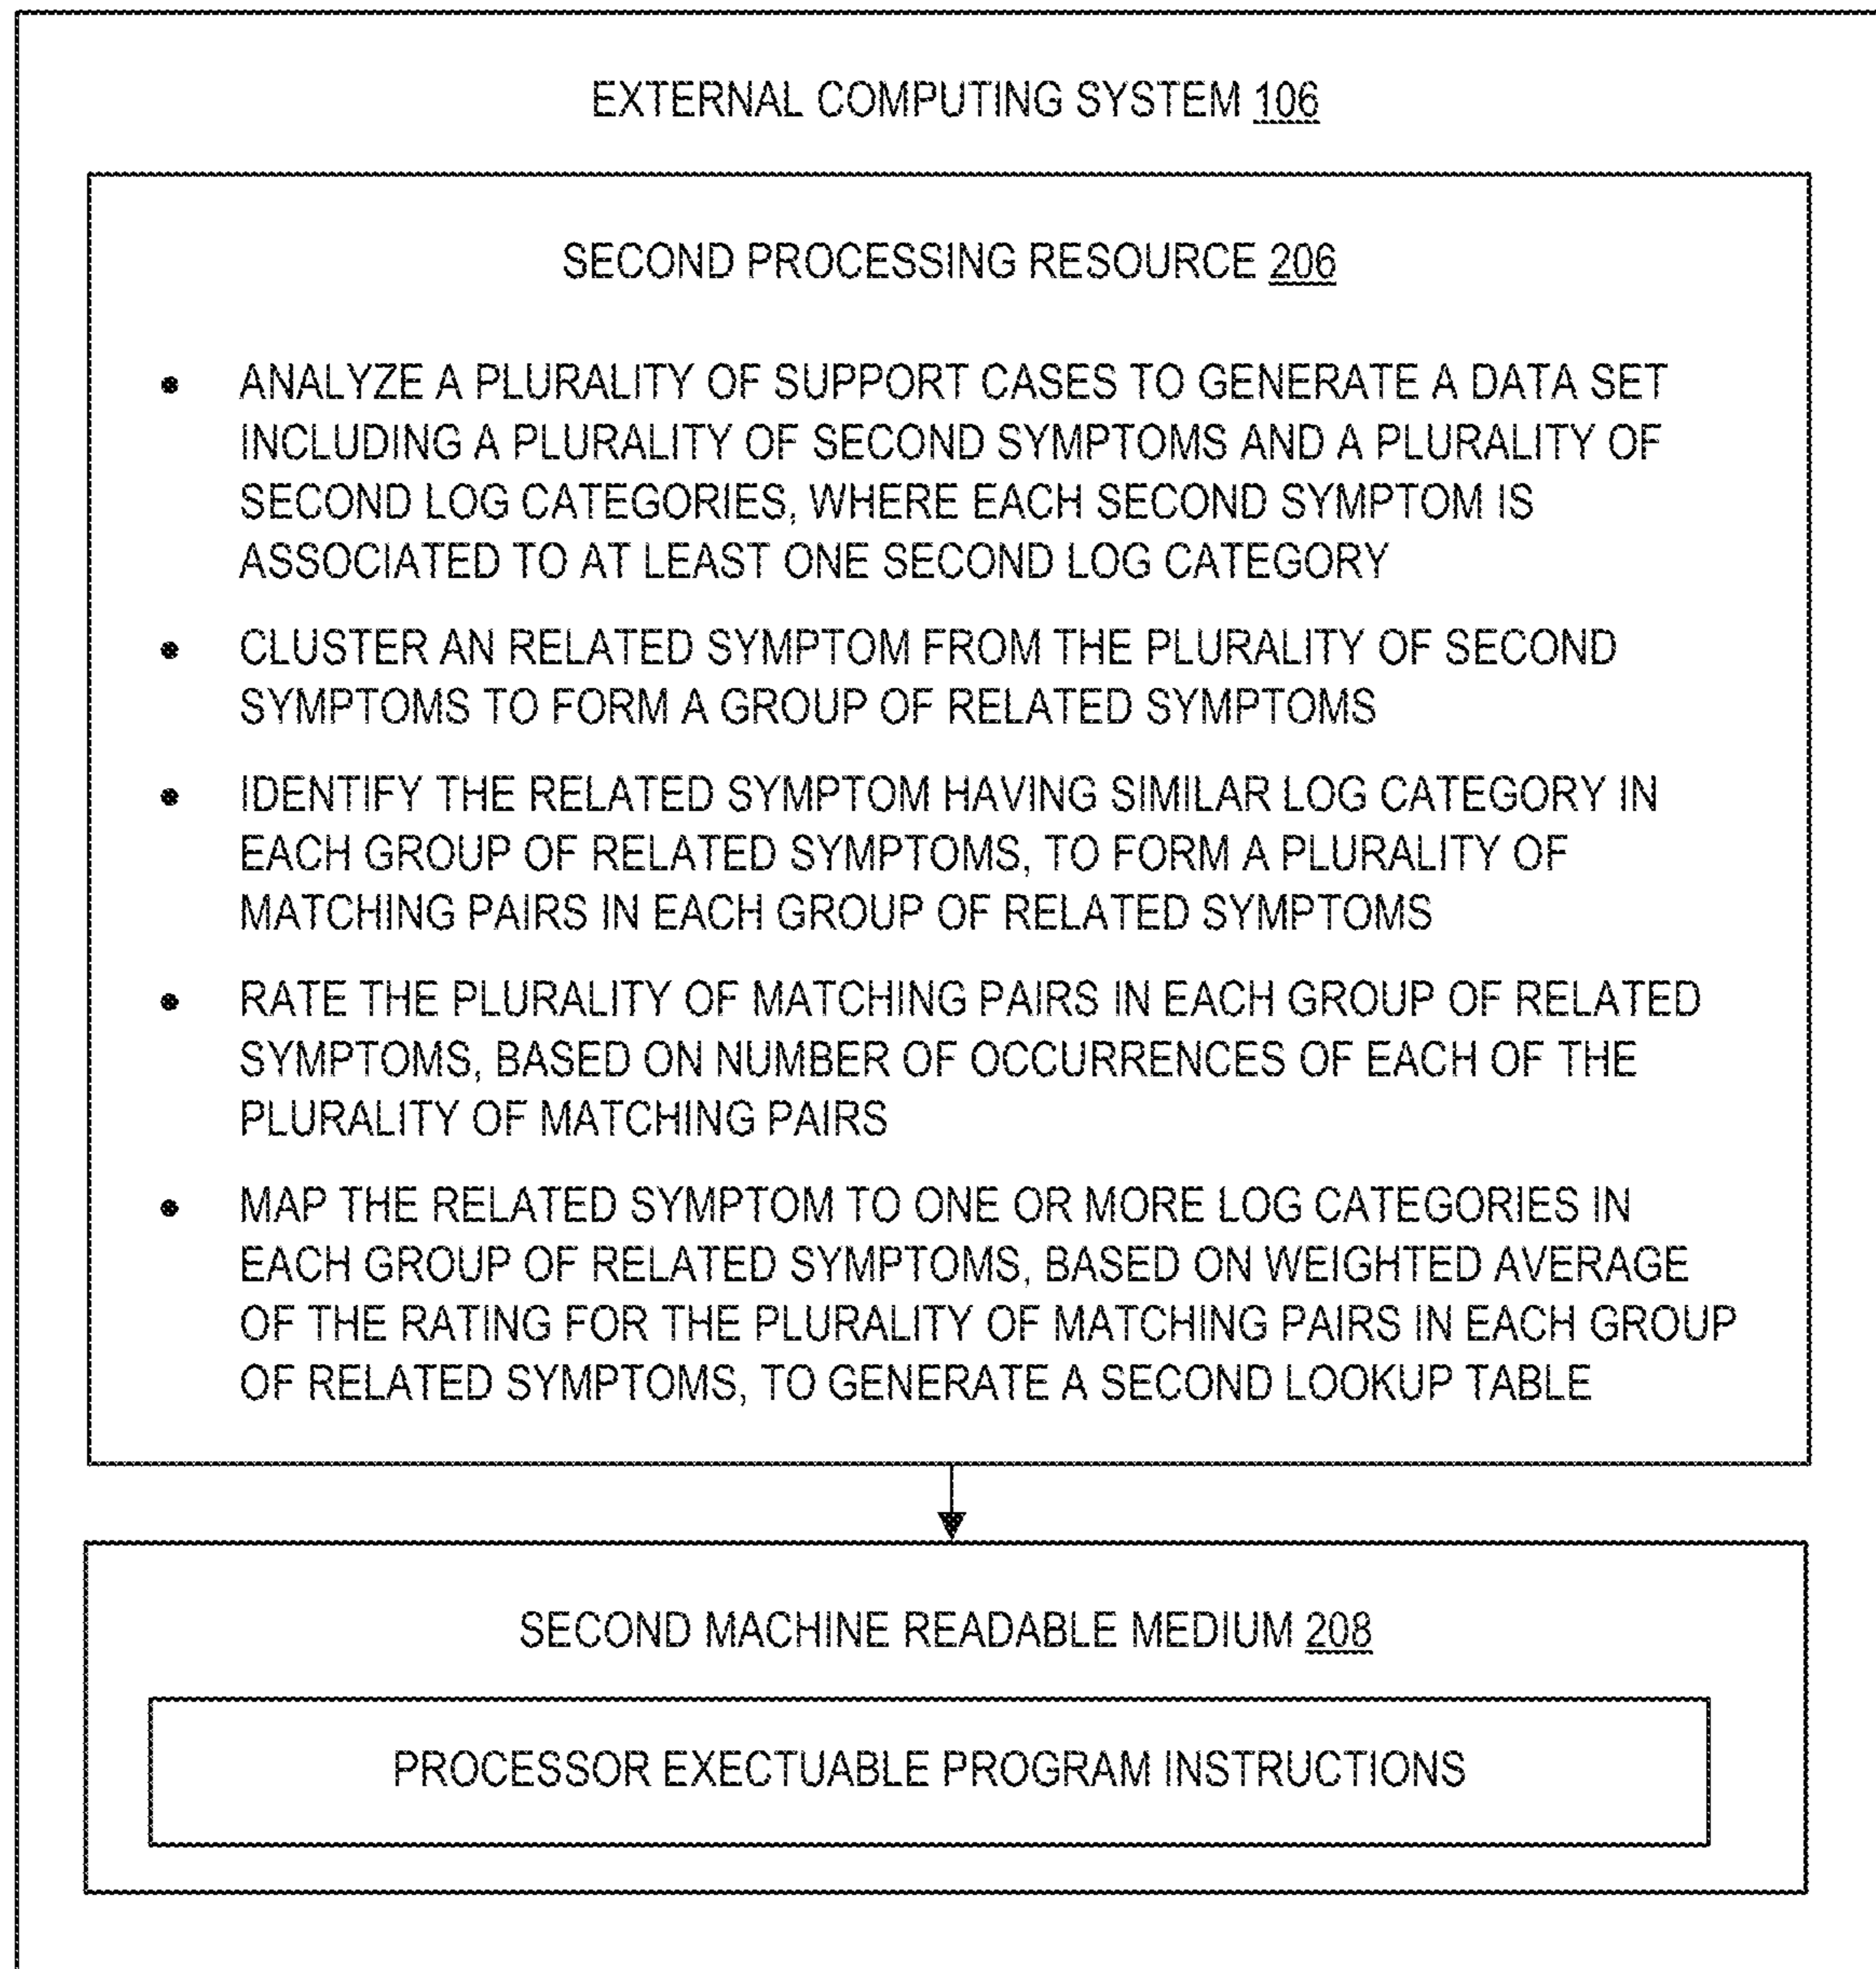 EXTERNAL COMPUTING SYSTEM 106
SECOND PROCESSING RESOURCE 206
• ANALYZE A PLURALITY OF SUPPORT CASES TO GENERATE A DATA SET
INCLUDING A PLURALITY OF SECOND SYMPTOMS AND A PLURALITY OF
SECOND LOG CATEGORIES, WHERE EACH SECOND SYMPTOM IS
ASSOCIATED TO AT LEAST ONE SECOND LOG CATEGORY
• CLUSTER AN RELATED SYMPTOM FROM THE PLURALITY OF SECOND
SYMPTOMS TO FORM A GROUP OF RELATED SYMPTOMS
• IDENTIFY THE RELATED SYMPTOM HAVING SIMILAR LOG CATEGORY IN
EACH GROUP OF RELATED SYMPTOMS, TO FORM A PLURALITY OF
MATCHING PAIRS IN EACH GROUP OF RELATED SYMPTOMS
• RATE THE PLURALITY OF MATCHING PAIRS IN EACH GROUP OF RELATED
SYMPTOMS, BASED ON NUMBER OF OCCURRENCES OF EACH OF THE
PLURALITY OF MATCHING PAIRS
• MAP THE RELATED SYMPTOM TO ONE OR MORE LOG CATEGORIES IN
EACH GROUP OF RELATED SYMPTOMS, BASED ON WEIGHTED AVERAGE
OF THE RATING FOR THE PLURALITY OF MATCHING PAIRS IN EACH GROUP
OF RELATED SYMPTOMS, TO GENERATE A SECOND LOOKUP TABLE
SECOND MACHINE READABLE MEDIUM 208
PROCESSOR EXECTUABLE PROGRAM INSTRUCTIONS